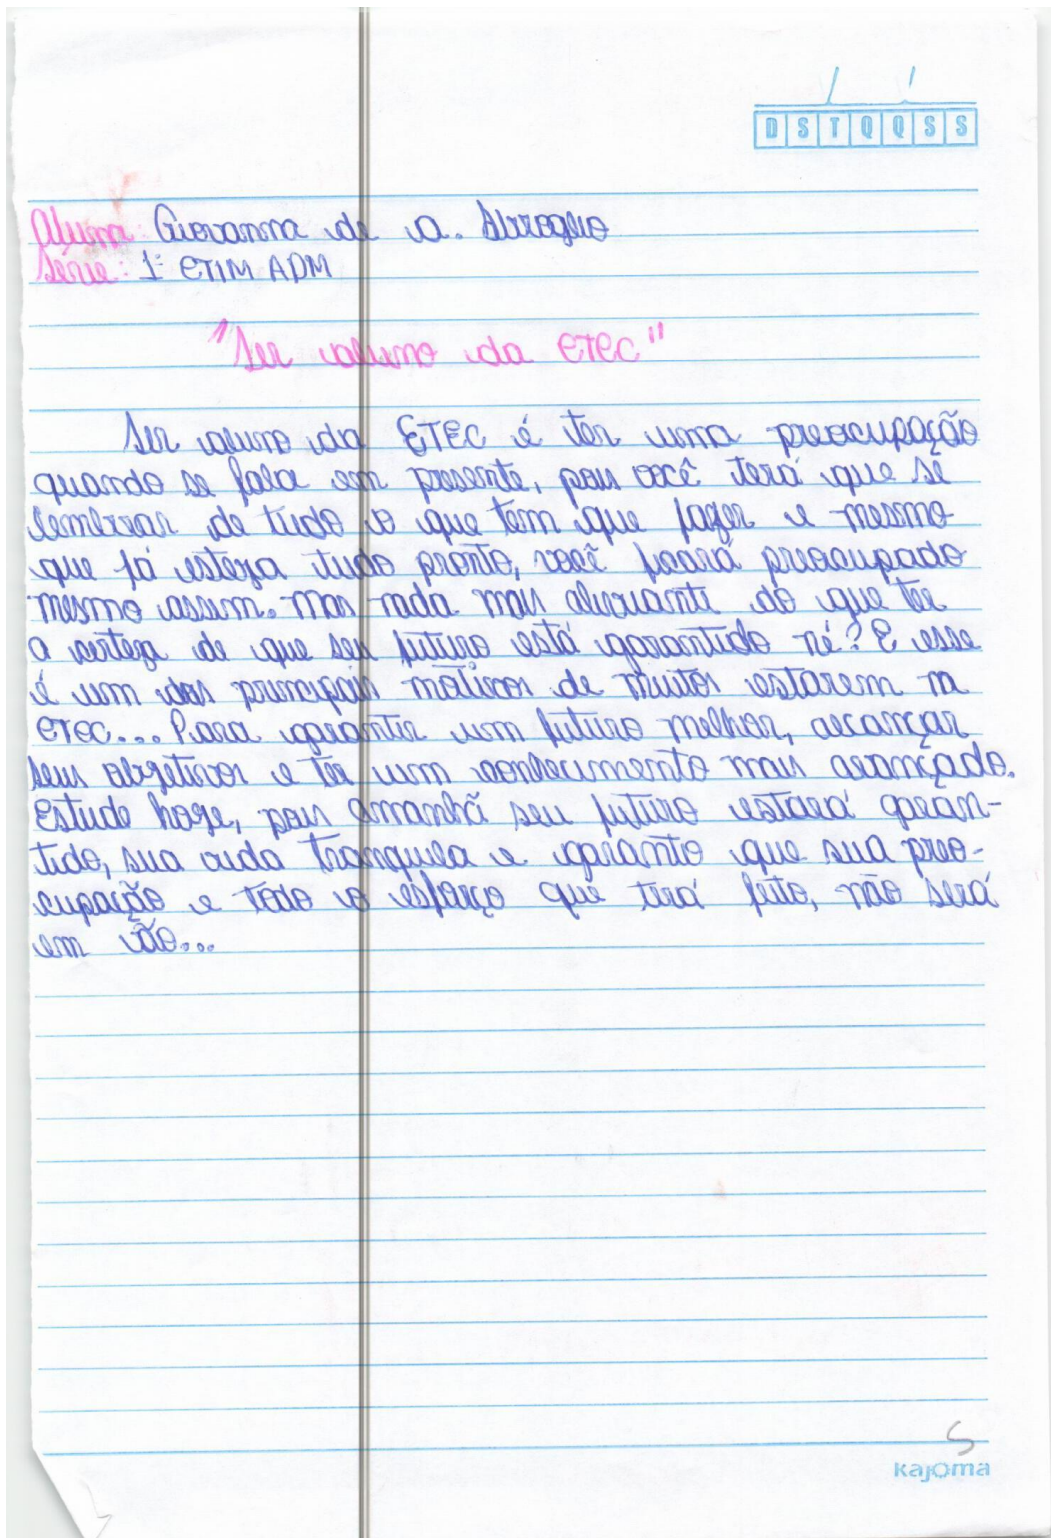 D S T Q Q S S
Aluna: Giovanna de A.
Série: 1º ETIM ADM
"Ser aluno da ETEC"
Ser aluno da ETEC é ter uma preocupação
quando se fala em presente, pois você terá que se
lembrar de tudo o que tem que fazer e mesmo
que já esteja tudo pronto, você ficará preocupado
mesmo assim. Mas nada mais aliviante do que ter
a certeza de que seu futuro está garantido né? E esse
é um dos principais motivos de muitos estarem na
ETEC... Para garantir um futuro melhor, alcançar
seus objetivos e ter um conhecimento mais avançado.
Estude hoje, pois amanhã seu futuro estará garan-
tido, sua vida tranquila e garanto que sua preo-
cupação e todo o esforço que terá feito, não será
em vão...
S
kajoma